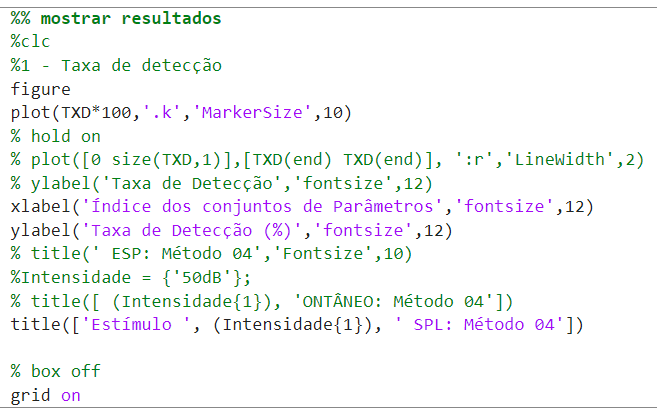 %% mostrar resultados
%clc
%1 - Taxa de detecção
figure
plot(TXD*100,'.k','MarkerSize',10)
% hold on
% plot([0 size(TXD,1)],[TXD(end) TXD(end)], ':r','LineWidth',2)
% ylabel('Taxa de Detecção','fontsize',12)
xlabel('Índice dos conjuntos de Parâmetros','fontsize',12)
ylabel('Taxa de Detecção (%)','fontsize',12)
% title(' ESP: Método 04','Fontsize',10)
%Intensidade = {'50dB'};
% title([ (Intensidade{1}), 'ONTÂNEO: Método 04'])
title(['Estímulo ', (Intensidade{1}), ' SPL: Método 04'])
% box off
grid on